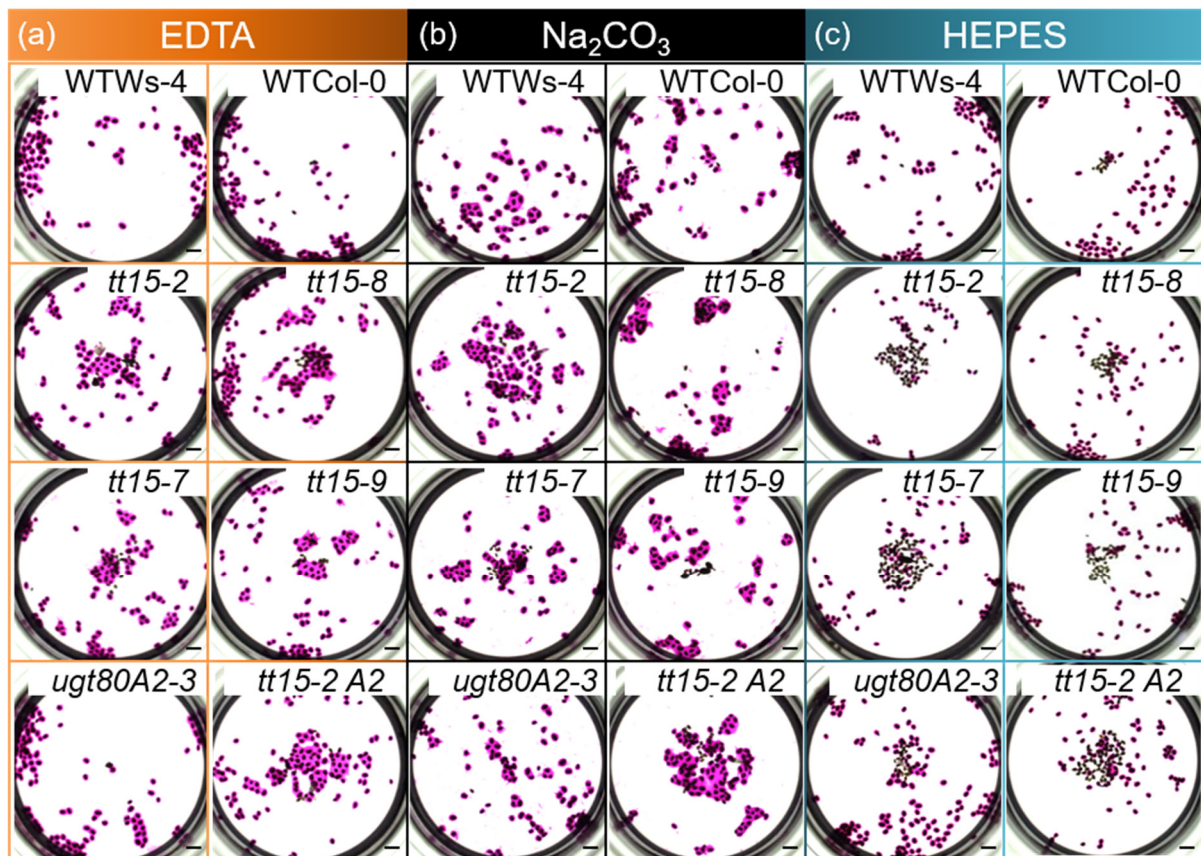 (a) EDTA (b) Na₂CO₃ (c) HEPES
WTWs-4 WTCol-0 WTWs-4 WTCol-0 WTWs-4 WTCol-0
tt15-2 tt15-8 tt15-2 tt15-8 tt15-2 tt15-8
tt15-7 tt15-9 tt15-7 tt15-9 tt15-7 tt15-9
ugt80A2-3 tt15-2 A2 ugt80A2-3 tt15-2 A2 ugt80A2-3 tt15-2 A2